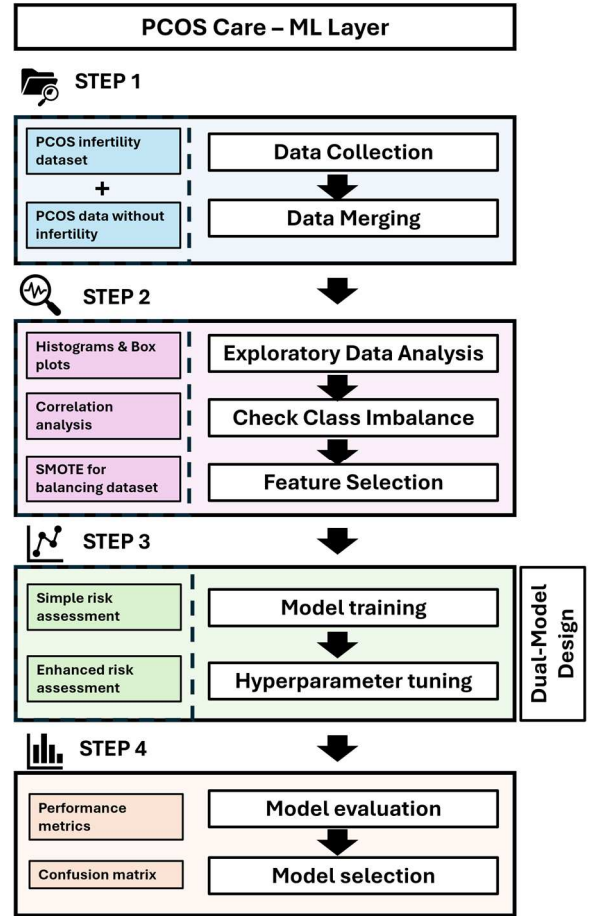 PCOS Care – ML Layer
STEP 1
PCOS infertility
dataset
+
PCOS data without
infertility
Data Collection
Data Merging
STEP 2
Histograms & Box
plots
Correlation
analysis
SMOTE for
balancing dataset
Exploratory Data Analysis
Check Class Imbalance
Feature Selection
STEP 3
Simple risk
assessment
Enhanced risk
assessment
Model training
Hyperparameter tuning
Dual-Model
Design
STEP 4
Performance
metrics
Confusion matrix
Model evaluation
Model selection